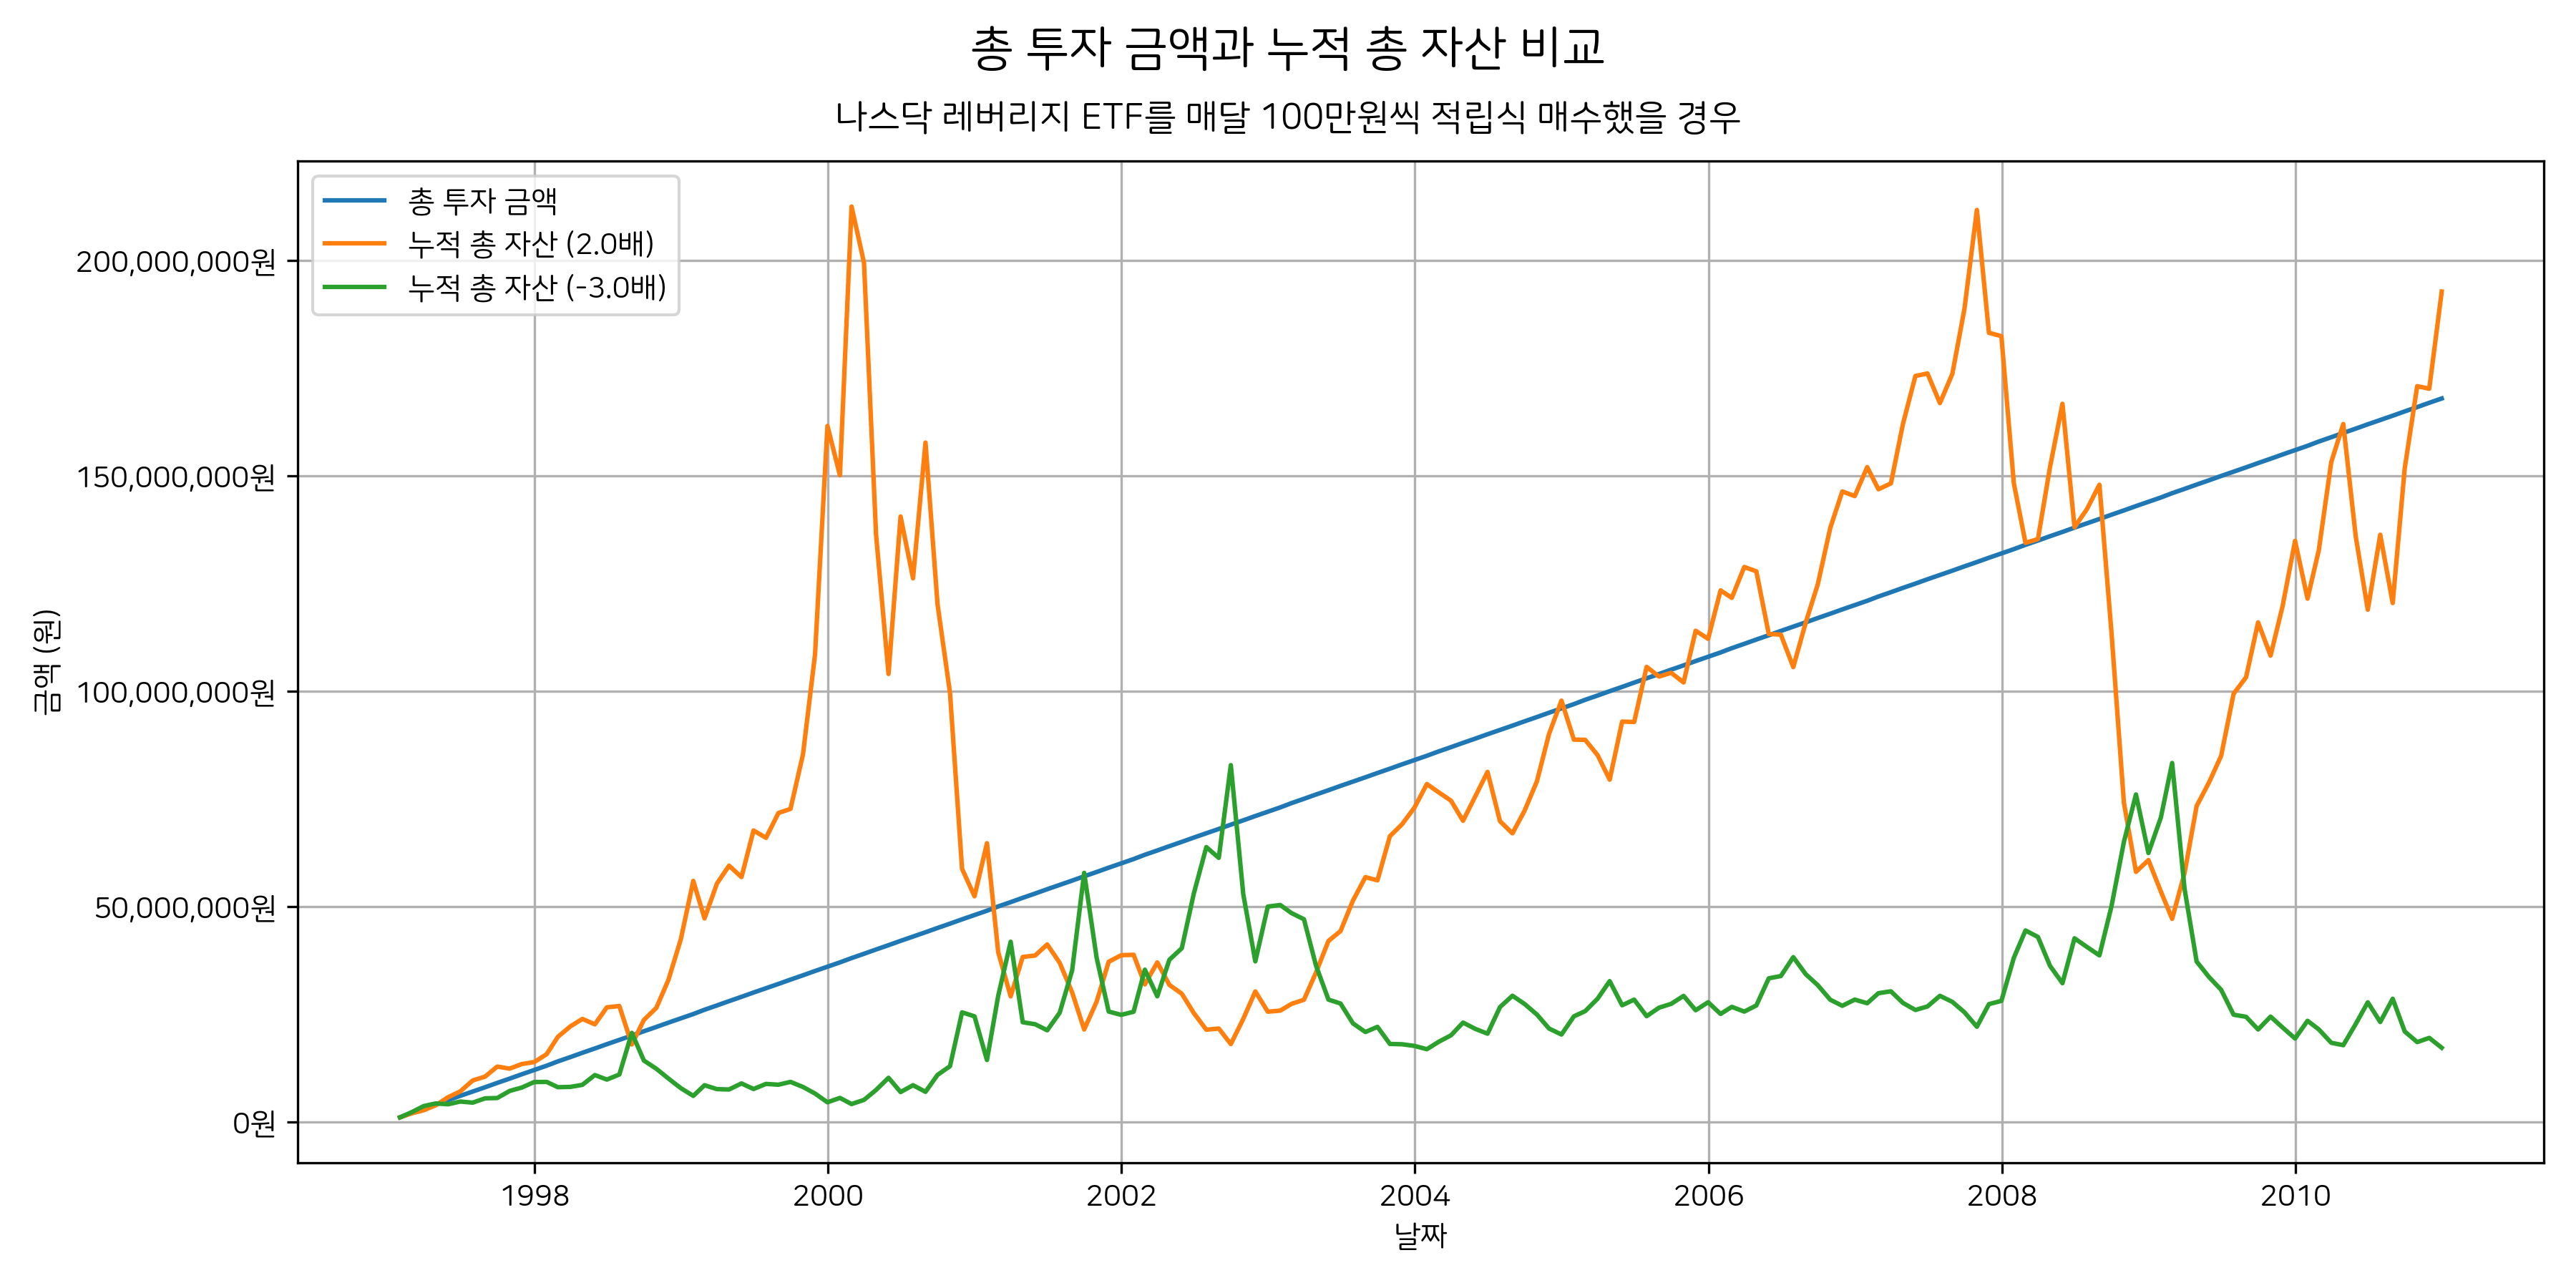 총 투자 금액과 누적 총 자산 비교
나스닥 레버리지 ETF를 매달 100만원씩 적립식 매수했을 경우
총 투자 금액
누적 총 자산 (2.0배)
누적 총 자산 (-3.0배)
200,000,000원
150,000,000원
100,000,000원
50,000,000원
0원
금액 (원)
1998 2000 2002 2004 2006 2008 2010
날짜